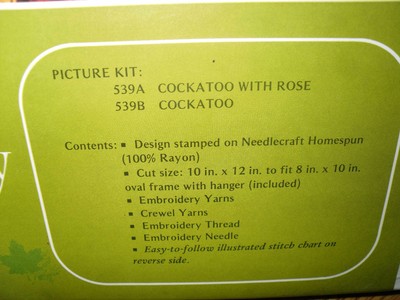 PICTURE KIT:
539A COCKATOO WITH ROSE
539B COCKATOO
Contents: ▪ Design stamped on Needlecraft Homespun
(100% Rayon)
▪ Cut size: 10 in. x 12 in. to fit 8 in. x 10 in.
oval frame with hanger (included)
▪ Embroidery Yarns
▪ Crewel Yarns
▪ Embroidery Thread
▪ Embroidery Needle
▪ Easy-to-follow illustrated stitch chart on
reverse side.